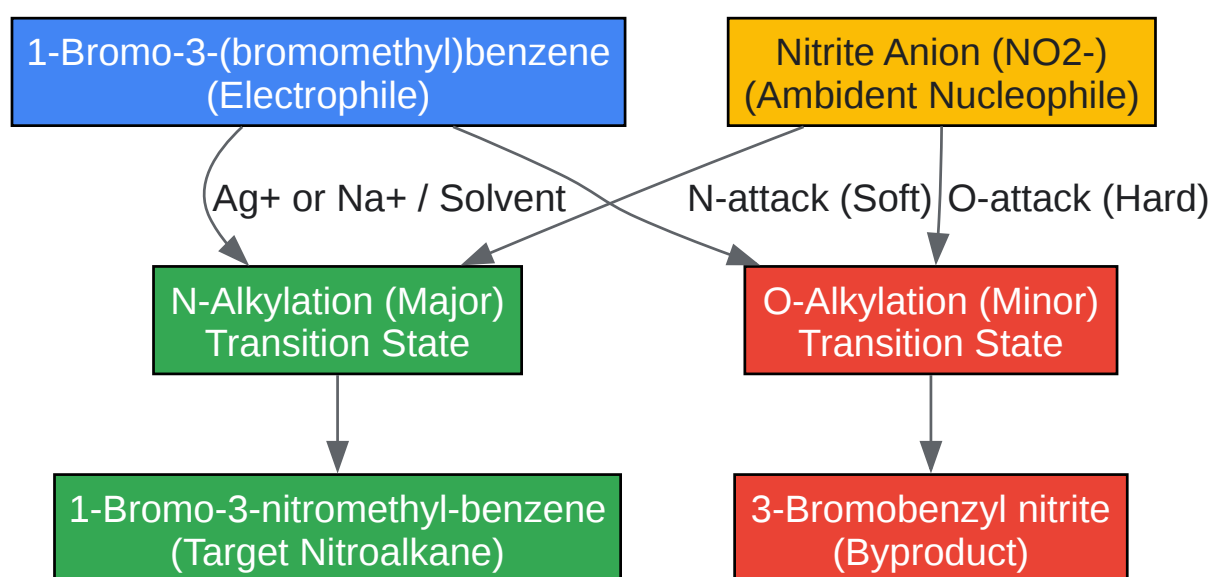 1-Bromo-3-(bromomethyl)benzene
(Electrophile)
Nitrite Anion (NO2-)
(Ambident Nucleophile)
Ag+ or Na+ / Solvent
N-attack (Soft)
O-attack (Hard)
N-Alkylation (Major)
Transition State
O-Alkylation (Minor)
Transition State
1-Bromo-3-nitromethyl-benzene
(Target Nitroalkane)
3-Bromobenzyl nitrite
(Byproduct)